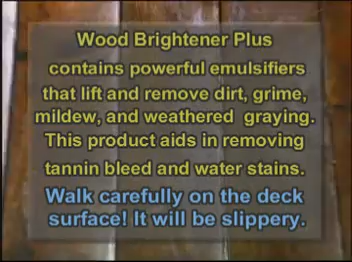 Wood Brightener Plus
contains powerful emulsifiers
that lift and remove dirt, grime,
mildew, and weathered graying.
This product aids in removing
tannin bleed and water stains.
Walk carefully on the deck
surface! It will be slippery.